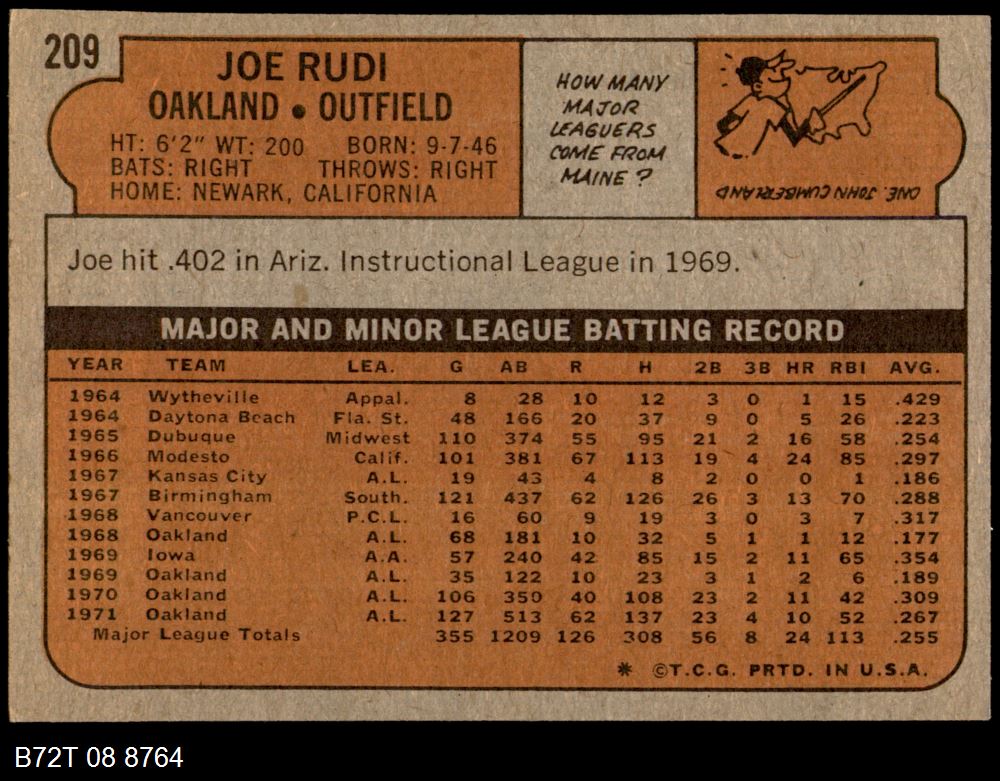 209
JOE RUDI
OAKLAND • OUTFIELD
HT: 6'2" WT: 200 BORN: 9-7-46
BATS: RIGHT THROWS: RIGHT
HOME: NEWARK, CALIFORNIA
HOW MANY
MAJOR
LEAGUERS
COME FROM
MAINE?
ONE. JOHN CUMBERLAND
Joe hit .402 in Ariz. Instructional League in 1969.
MAJOR AND MINOR LEAGUE BATTING RECORD
YEAR TEAM LEA. G AB R H 2B 3B HR RBI AVG.
1964 Wytheville Appal. 8 28 10 12 3 0 1 15 .429
1964 Daytona Beach Fla. St. 48 166 20 37 9 0 5 26 .223
1965 Dubuque Midwest 110 374 55 95 21 2 16 58 .254
1966 Modesto Calif. 101 381 67 113 19 4 24 85 .297
1967 Kansas City A.L. 19 43 4 8 2 0 0 1 .186
1967 Birmingham South. 121 437 62 126 26 3 13 70 .288
1968 Vancouver P.C.L. 16 60 9 19 3 0 3 7 .317
1968 Oakland A.L. 68 181 10 32 5 1 1 12 .177
1969 Iowa A.A. 57 240 42 85 15 2 11 65 .354
1969 Oakland A.L. 35 122 10 23 3 1 2 6 .189
1970 Oakland A.L. 106 350 40 108 23 2 11 42 .309
1971 Oakland A.L. 127 513 62 137 23 4 10 52 .267
Major League Totals 355 1209 126 308 56 8 24 113 .255
* ©T.C.G. PRTD. IN U.S.A.
B72T 08 8764